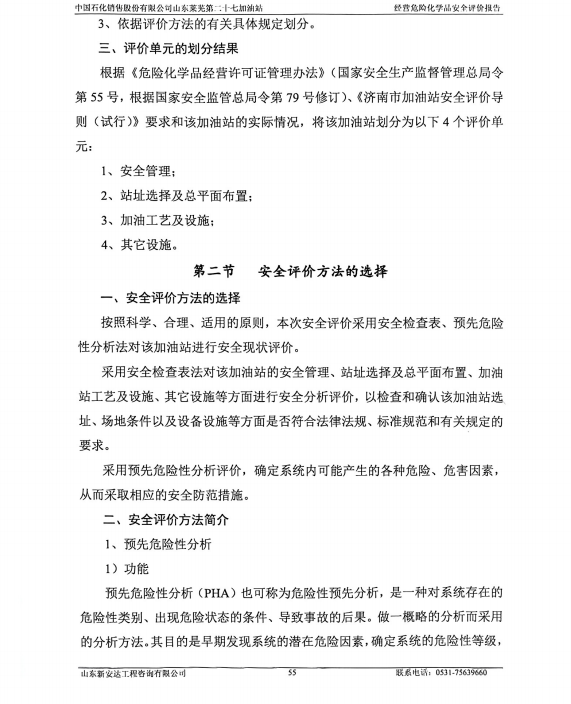 中国石化销售股份有限公司山东莱芜第二十七加油站 经营危险化学品安全评价报告
3、依据评价方法的有关具体规定划分。
三、评价单元的划分结果
根据《危险化学品经营许可证管理办法》（国家安全生产监督管理总局令
第 55 号，根据国家安全监管总局令第 79 号修订）、《济南市加油站安全评价导
则（试行）》要求和该加油站的实际情况，将该加油站划分为以下 4 个评价单
元：
1、安全管理；
2、站址选择及总平面布置；
3、加油工艺及设施；
4、其它设施。
第二节 安全评价方法的选择
一、安全评价方法的选择
按照科学、合理、适用的原则，本次安全评价采用安全检查表、预先危险
性分析法对该加油站进行安全现状评价。
采用安全检查表法对该加油站的安全管理、站址选择及总平面布置、加油
站工艺及设施、其它设施等方面进行安全分析评价，以检查和确认该加油站选
址、场地条件以及设备设施等方面是否符合法律法规、标准规范和有关规定的
要求。
采用预先危险性分析评价，确定系统内可能产生的各种危险、危害因素，
从而采取相应的安全防范措施。
二、安全评价方法简介
1、预先危险性分析
1）功能
预先危险性分析（PHA）也可称为危险性预先分析，是一种对系统存在的
危险性类别、出现危险状态的条件、导致事故的后果。做一概略的分析而采用
的分析方法。其目的是早期发现系统的潜在危险因素，确定系统的危险性等级，
山东新安达工程咨询有限公司 55 联系电话：0531-75639660